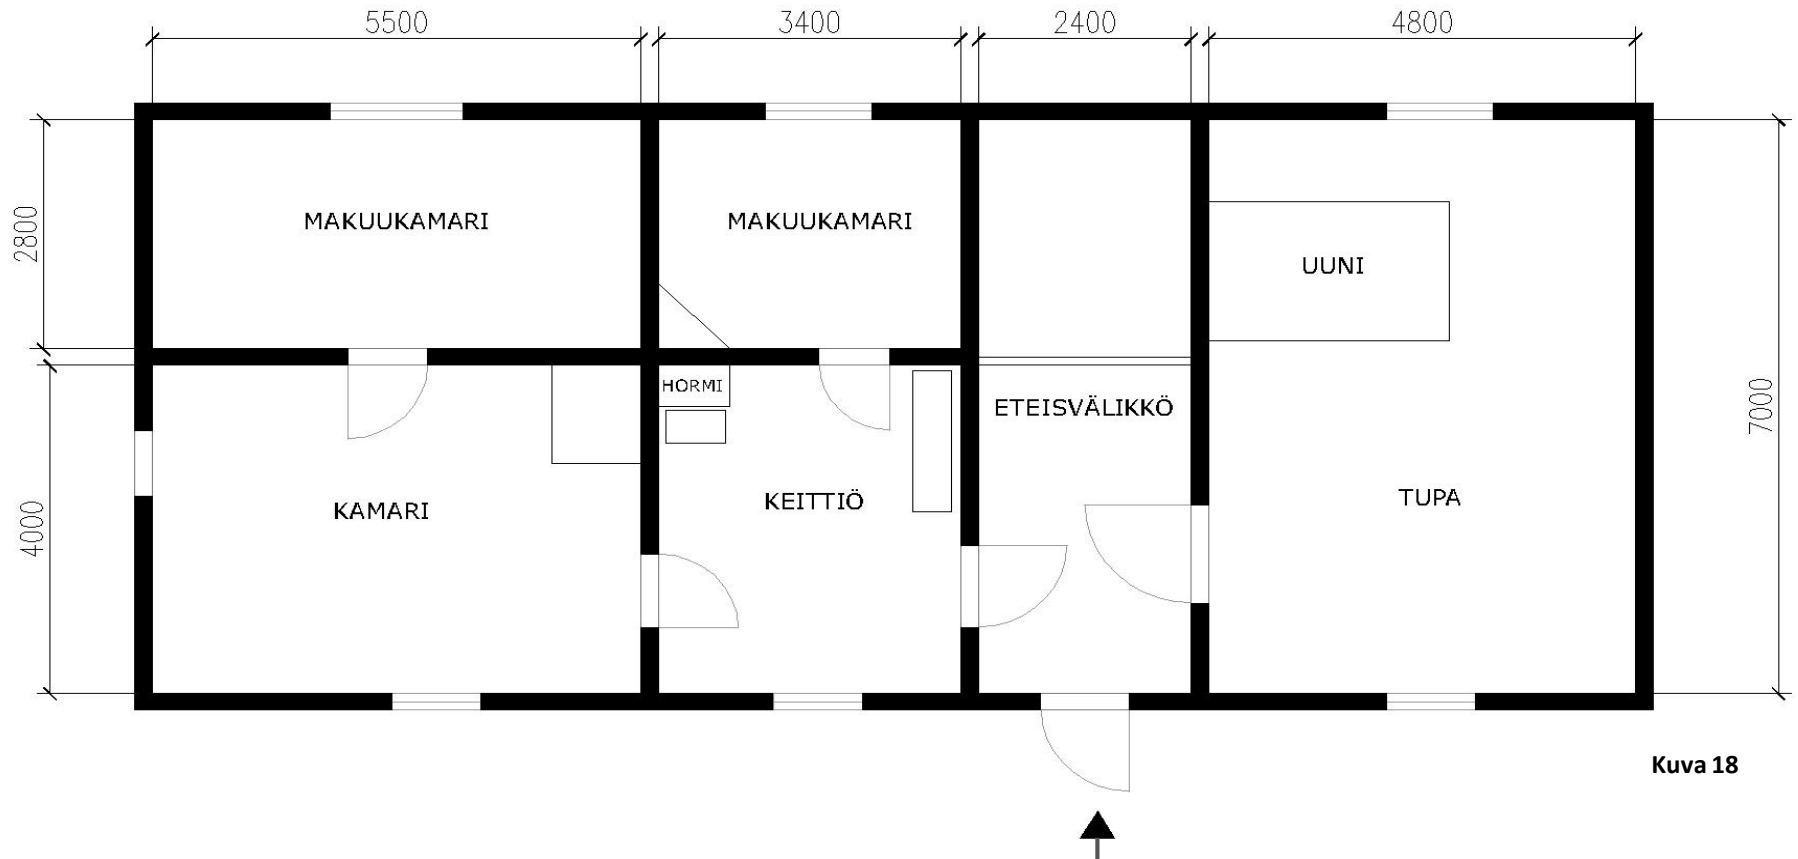 5500
3400
2400
4800
2800
MAKUUKAMARI
MAKUUKAMARI
UUNI
HORMI
ETEISVÄLIKKÖ
7000
4000
KAMARI
KEITTIÖ
TUPA
Kuva 18